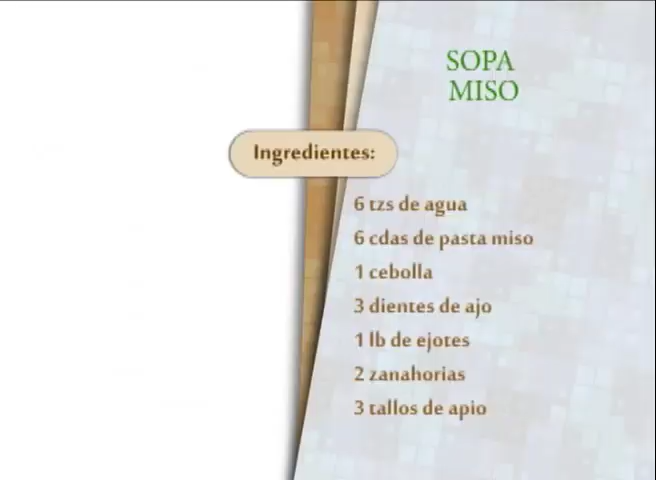 SOPA
MISO
Ingredientes:
6 tzs de agua
6 cdas de pasta miso
1 cebolla
3 dientes de ajo
1 lb de ejotes
2 zanahorias
3 tallos de apio